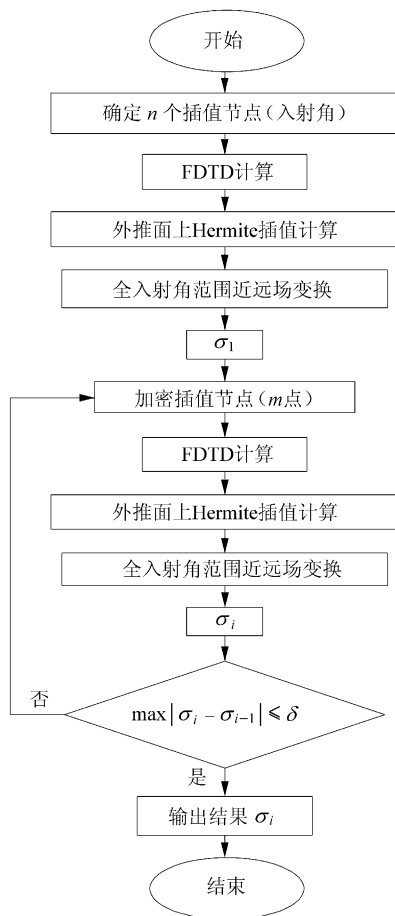 开始
确定 n 个插值节点(入射角)
FDTD计算
外推面上Hermite插值计算
全入射角范围近远场变换
σ₁
加密插值节点(m点)
FDTD计算
外推面上Hermite插值计算
全入射角范围近远场变换
σᵢ
否
max|σᵢ − σᵢ₋₁| ⩽ δ
是
输出结果 σᵢ
结束